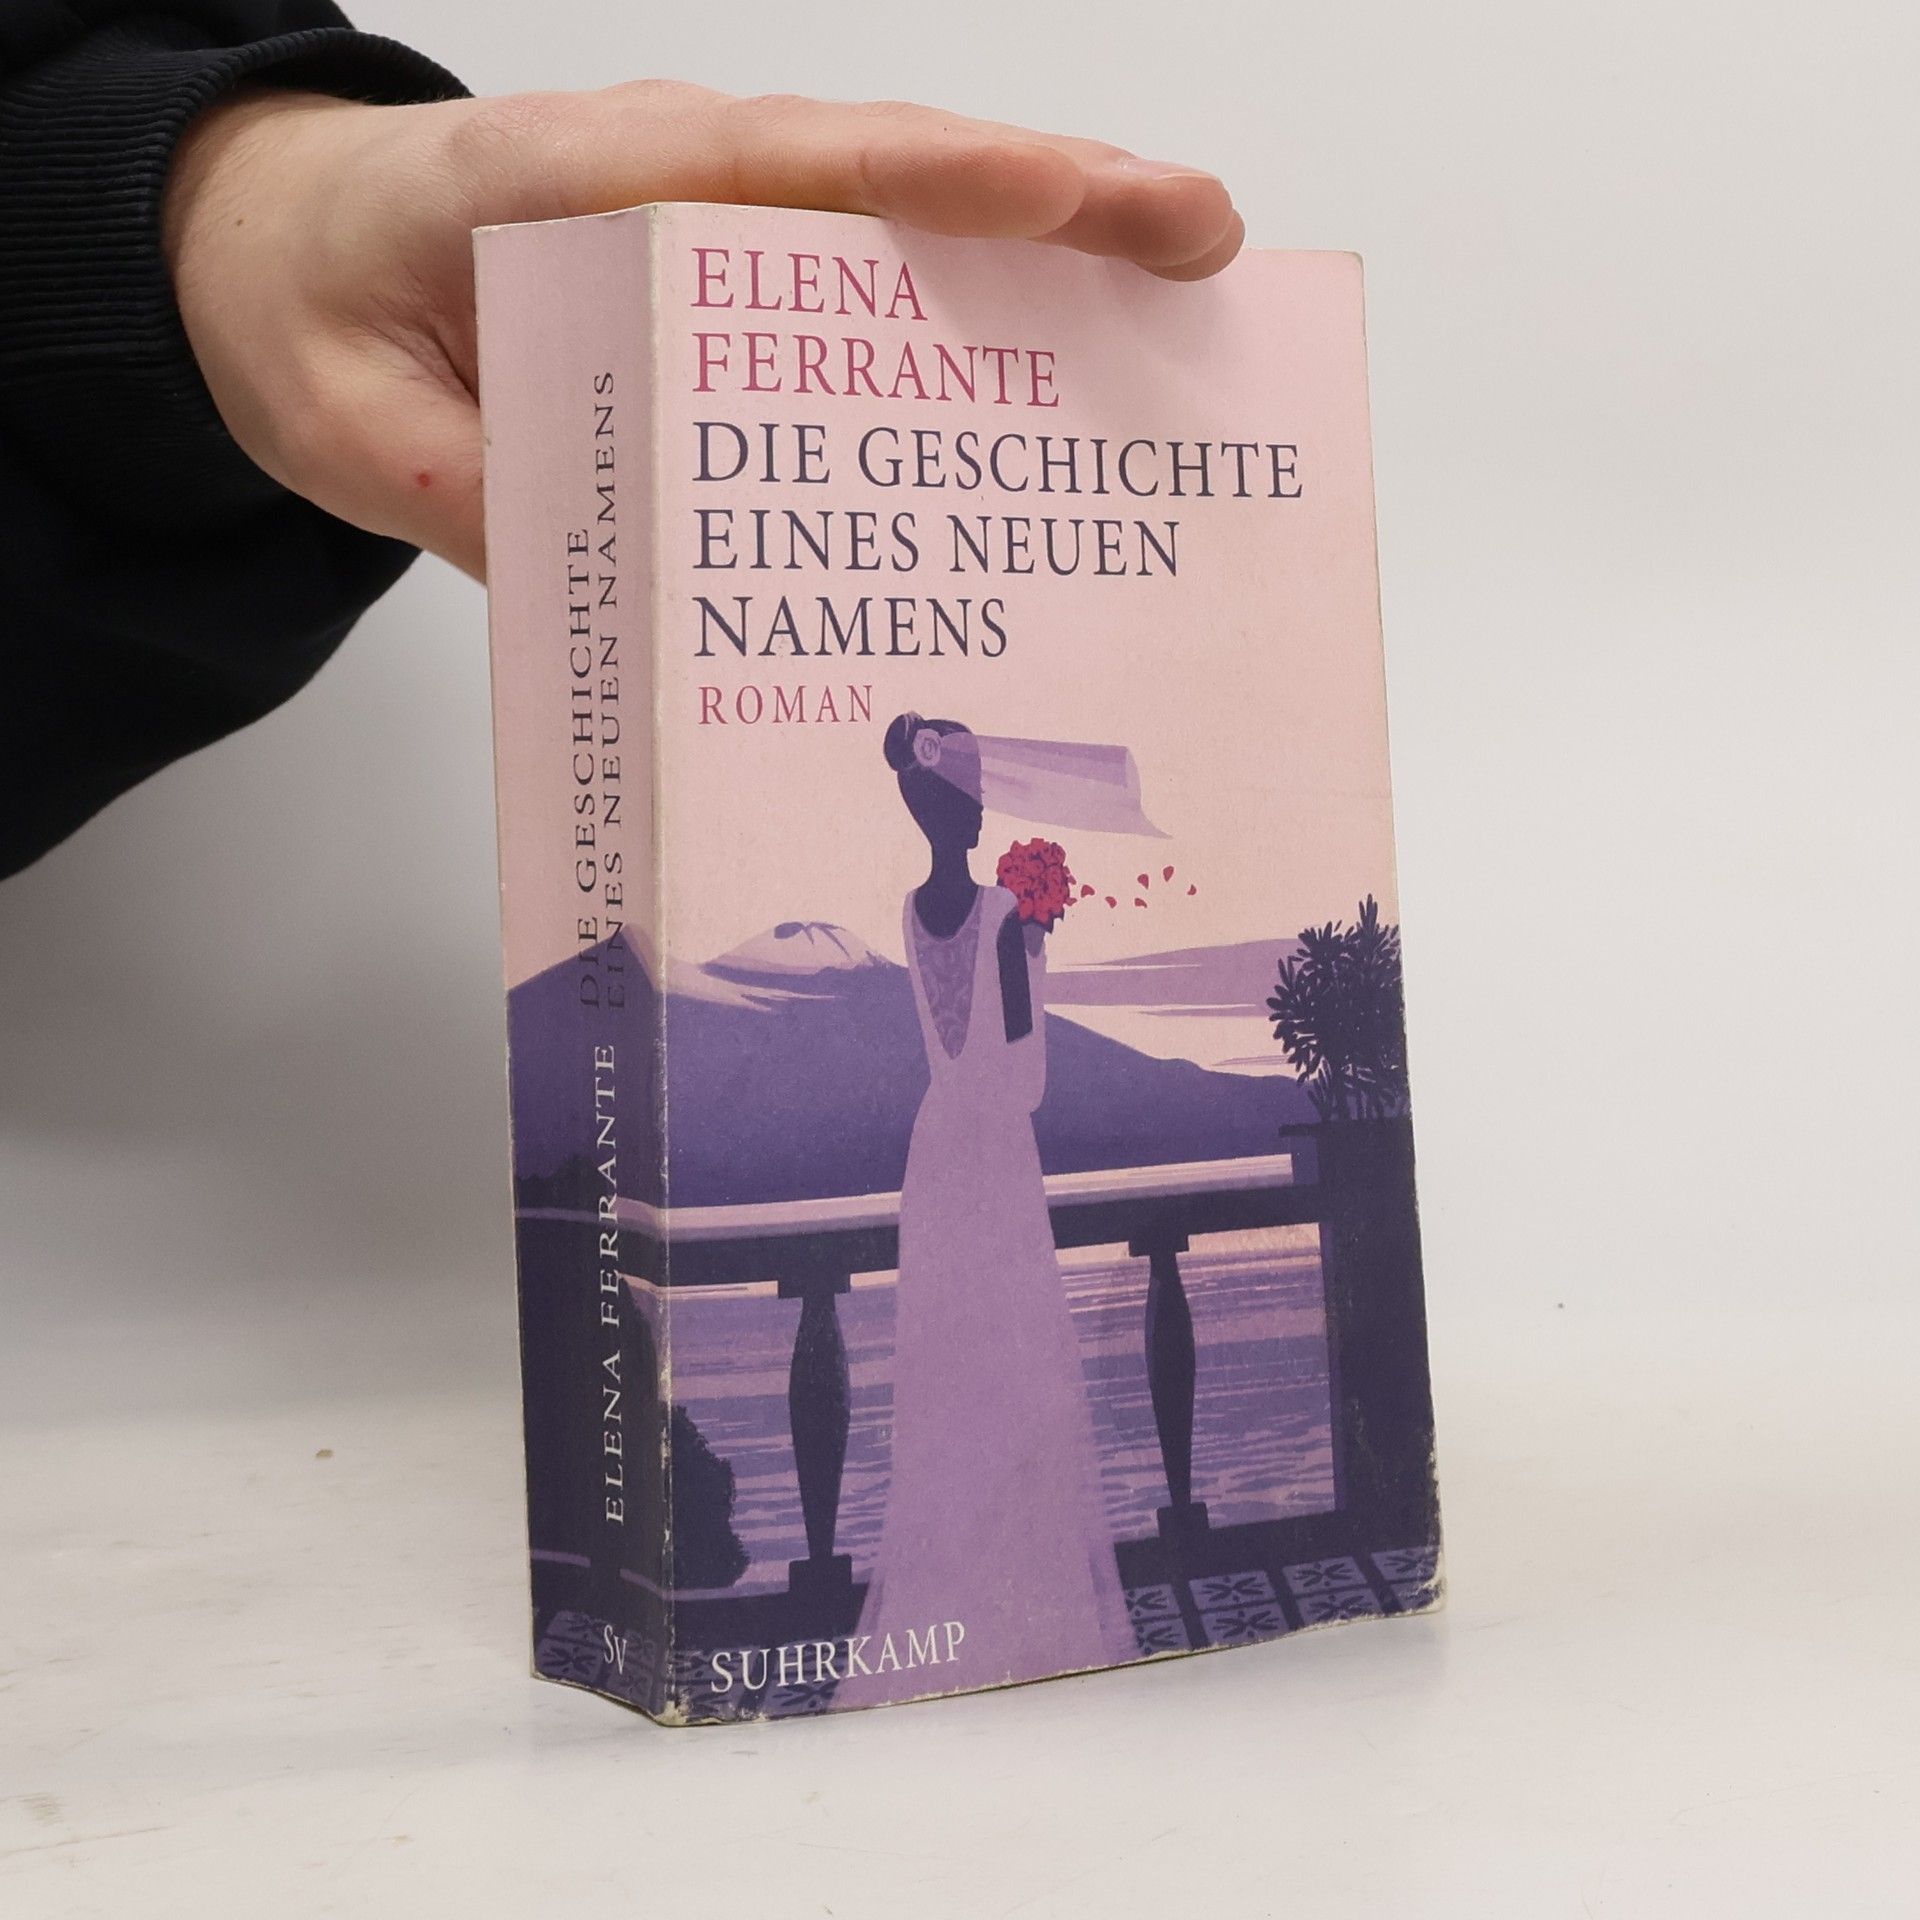 ELENA
FERRANTE
DIE GESCHICHTE
EINES NEUEN
NAMENS
ROMAN
SUHRKAMP
ELENA FERRANTE
DIE GESCHICHTE
EINES NEUEN NAMENS
SV